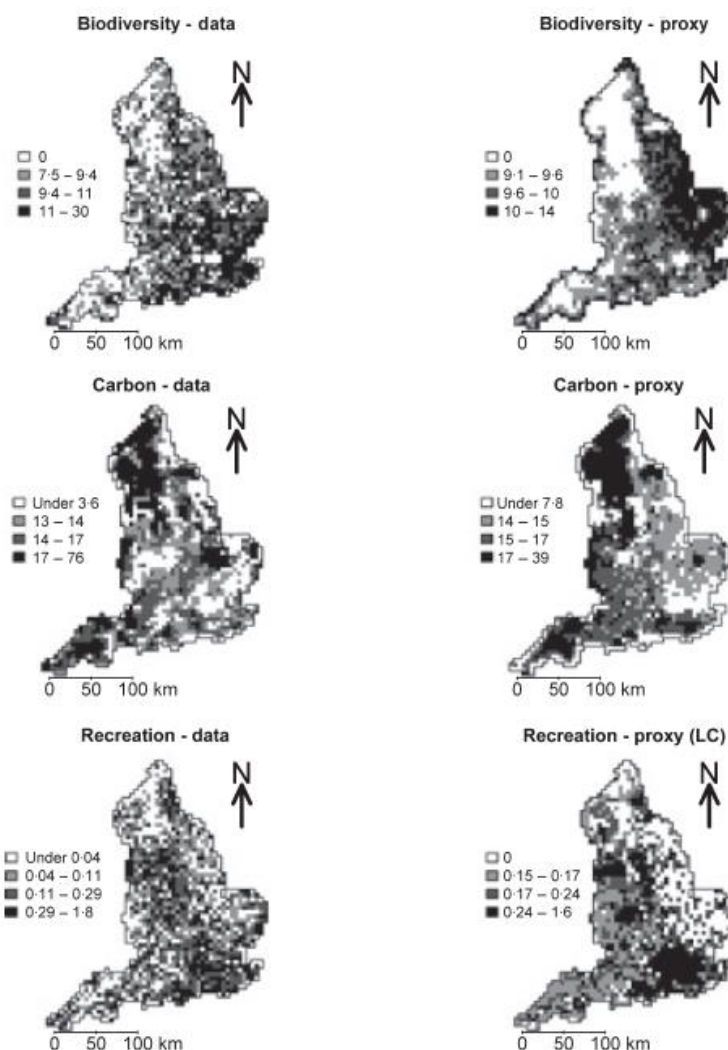 Biodiversity - data
N
0
7·5 – 9·4
9·4 – 11
11 – 30
0 50 100 km
Biodiversity - proxy
N
0
9·1 – 9·6
9·6 – 10
10 – 14
0 50 100 km
Carbon - data
N
Under 3·6
13 – 14
14 – 17
17 – 76
0 50 100 km
Carbon - proxy
N
Under 7·8
14 – 15
15 – 17
17 – 39
0 50 100 km
Recreation - data
N
Under 0·04
0·04 – 0·11
0·11 – 0·29
0·29 – 1·8
0 50 100 km
Recreation - proxy (LC)
N
0
0·15 – 0·17
0·17 – 0·24
0·24 – 1·6
0 50 100 km